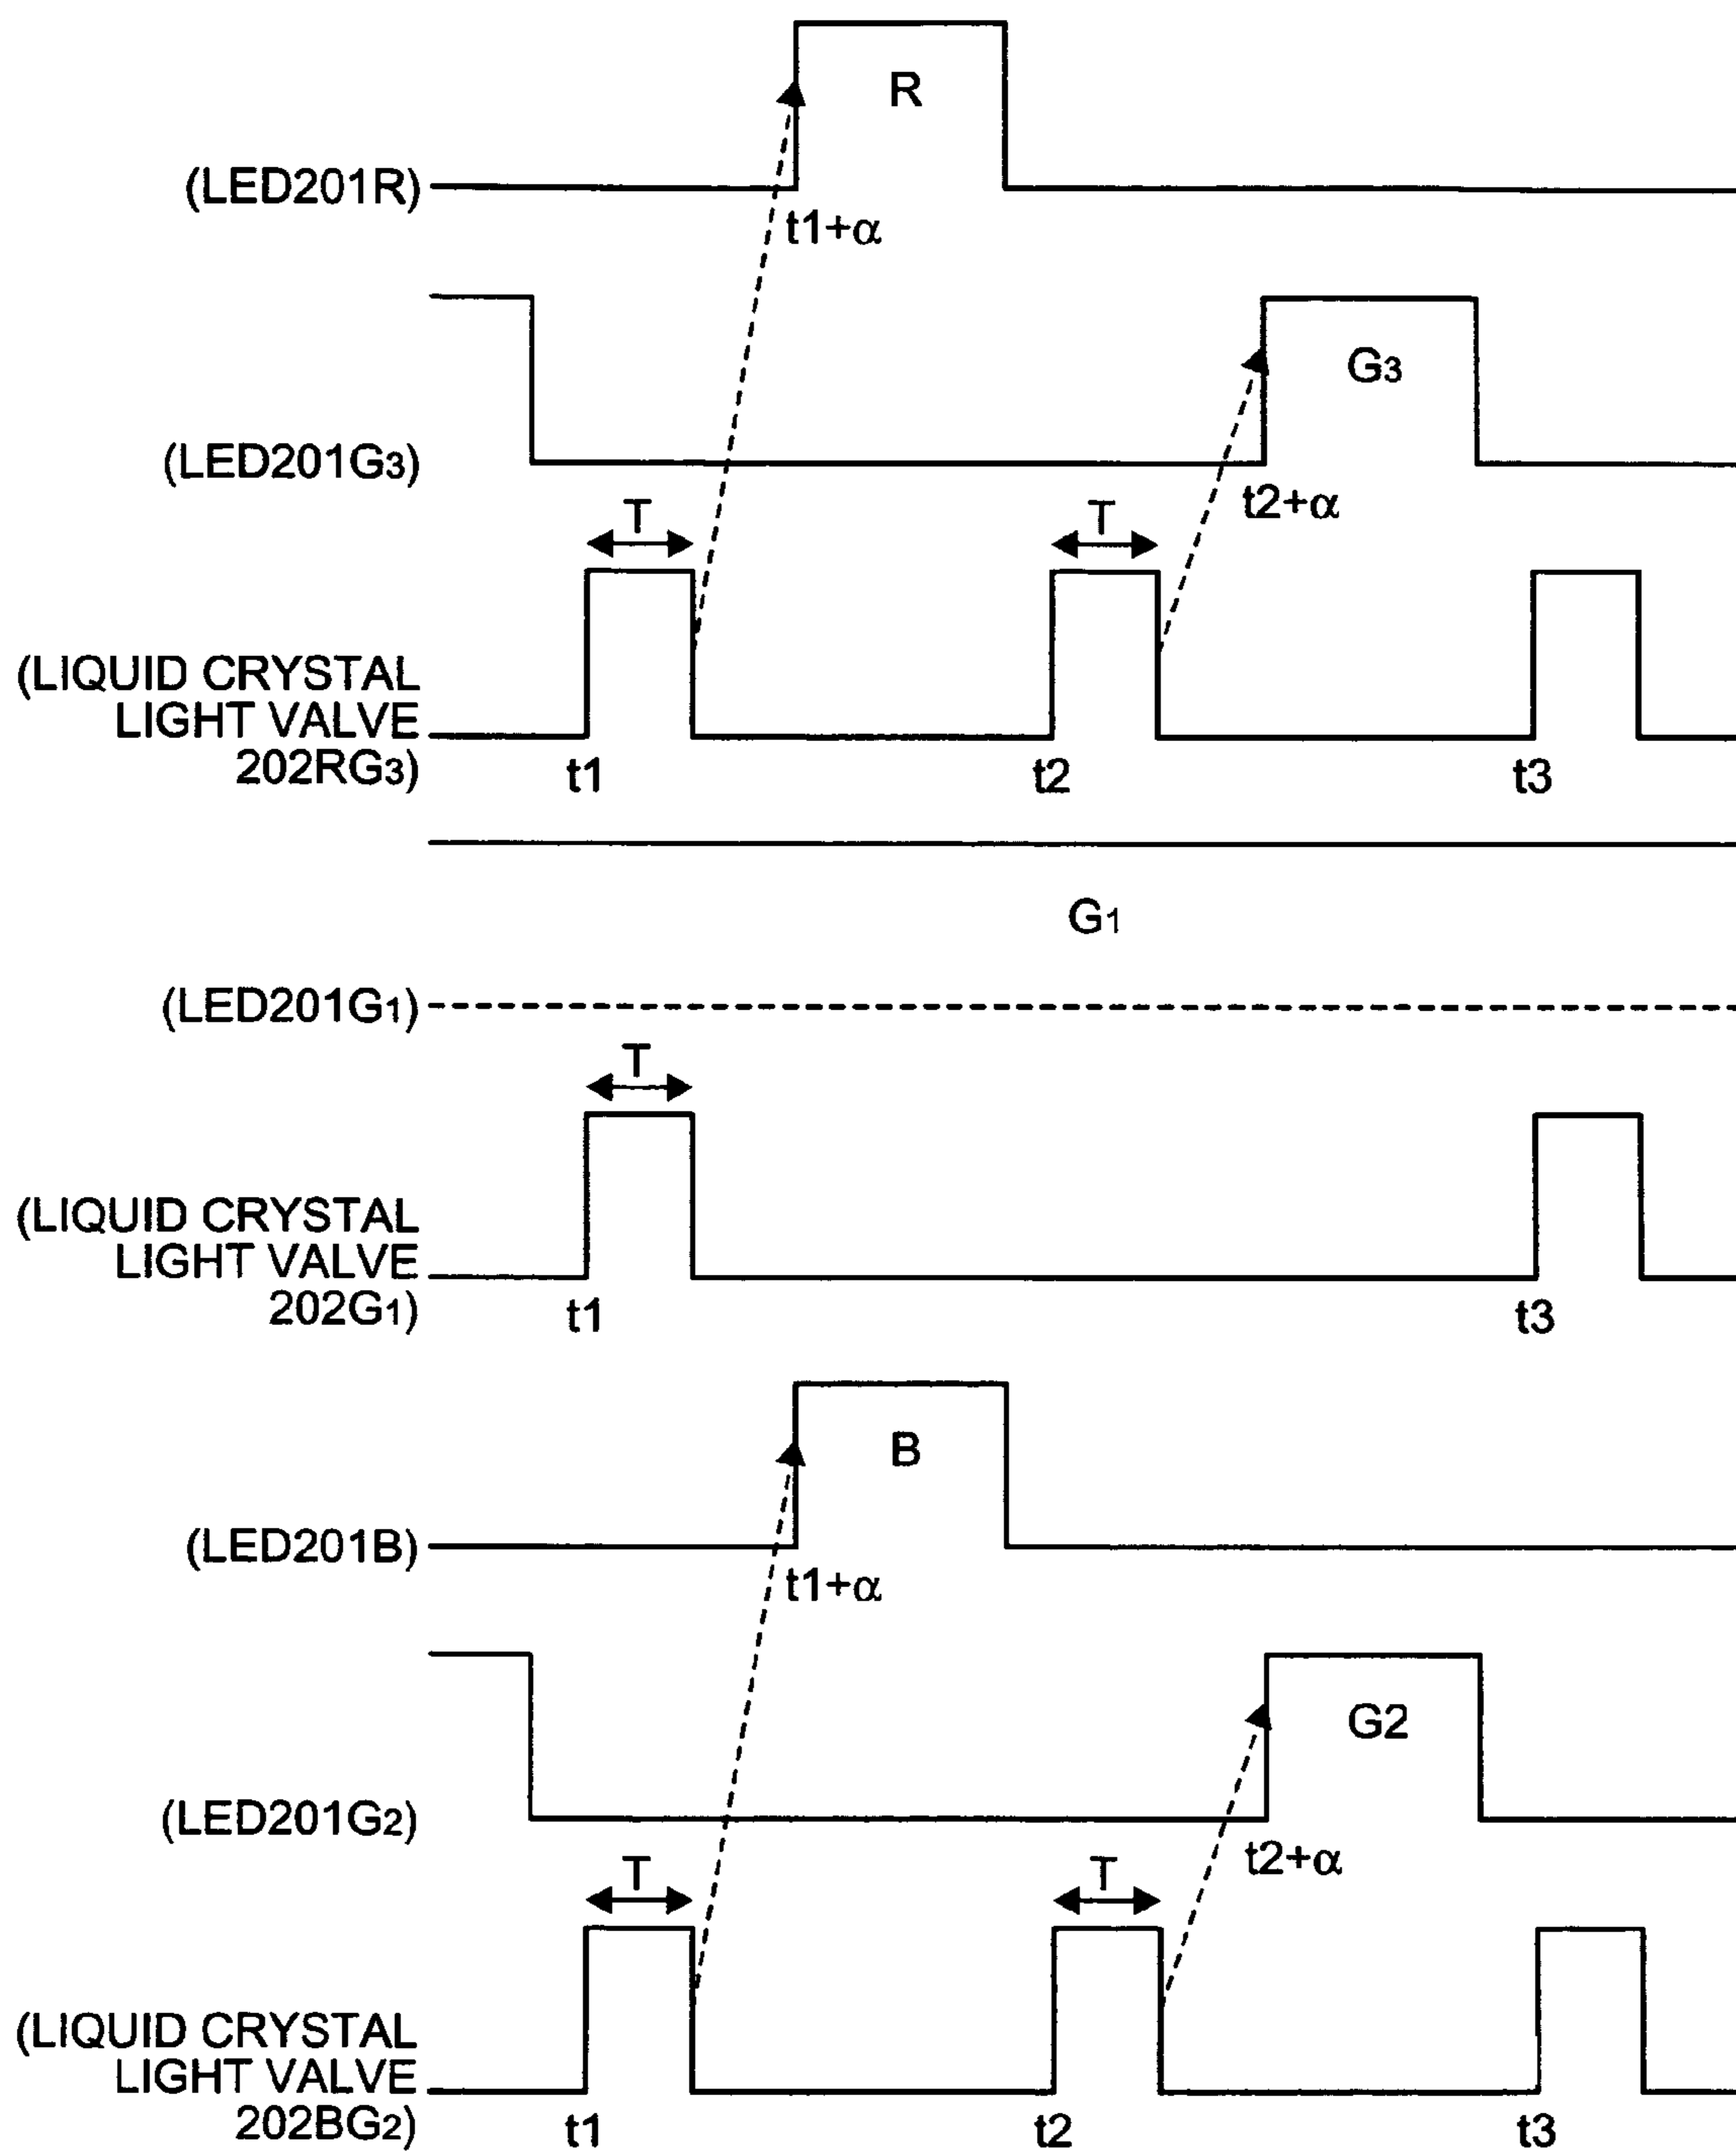 R
(LED201R)
t1+α
G3
(LED201G3)
t2+α
T T
(LIQUID CRYSTAL
LIGHT VALVE
202RG3)
t1 t2 t3
G1
(LED201G1)
T
(LIQUID CRYSTAL
LIGHT VALVE
202G1)
t1 t3
B
(LED201B)
t1+α
G2
(LED201G2)
t2+α
T T
(LIQUID CRYSTAL
LIGHT VALVE
202BG2)
t1 t2 t3